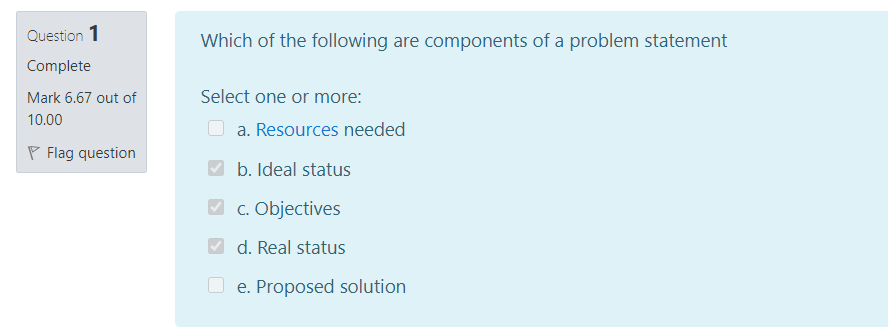 Question 1
Complete
Mark 6.67 out of
10.00
Flag question
Which of the following are components of a problem statement
Select one or more:
a. Resources needed
b. Ideal status
c. Objectives
d. Real status
e. Proposed solution